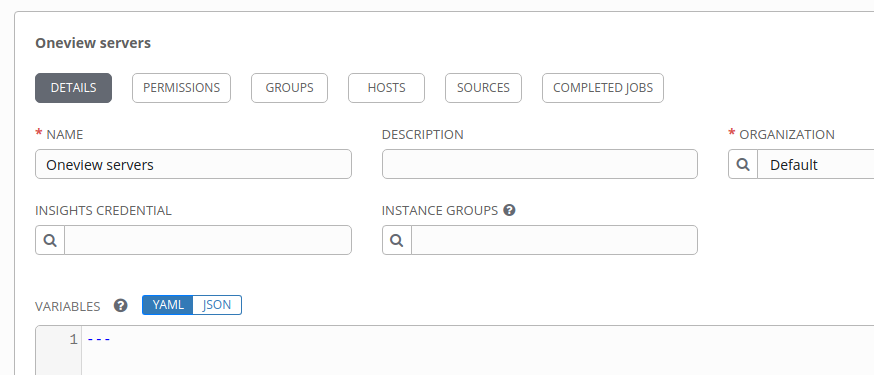 Oneview servers
DETAILS PERMISSIONS GROUPS HOSTS SOURCES COMPLETED JOBS
* NAME DESCRIPTION * ORGANIZATION
Oneview servers Default
INSIGHTS CREDENTIAL INSTANCE GROUPS ?
VARIABLES ? YAML JSON
1 ---